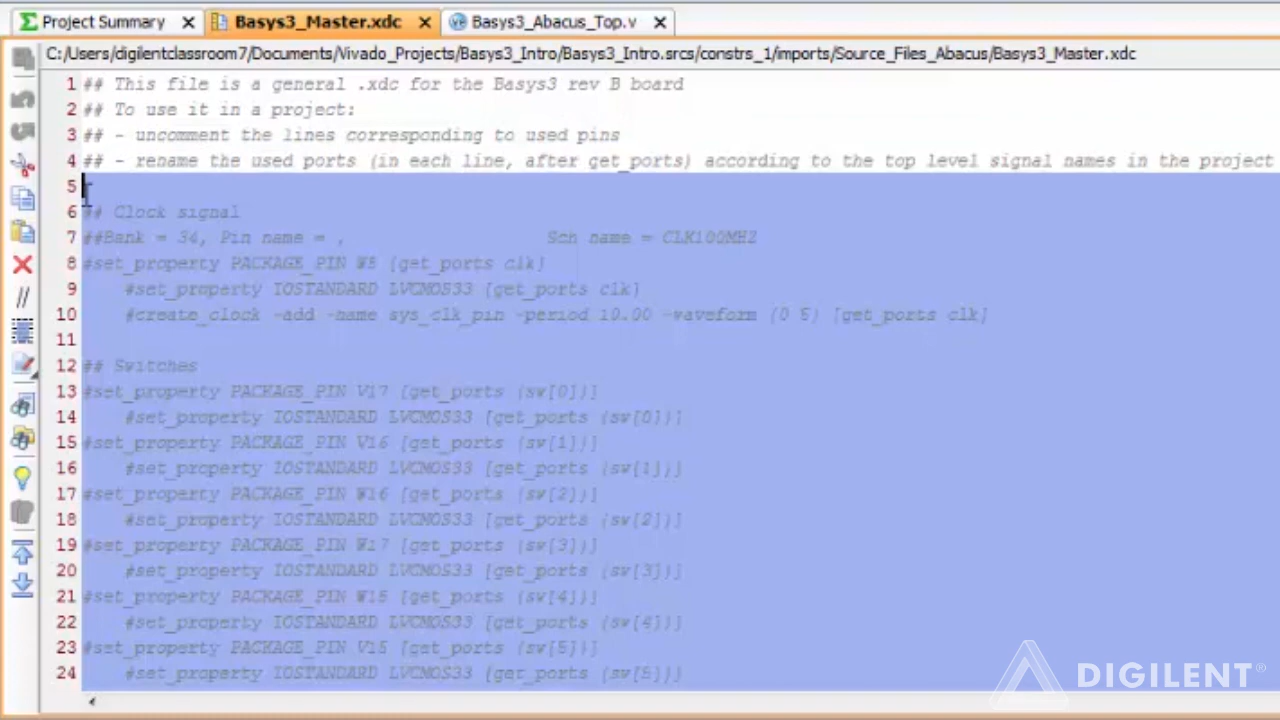 Project Summary Basys3_Master.xdc Basys3_Abacus_Top.v
C:/Users/digilentclassroom7/Documents/Vivado_Projects/Basys3_Intro/Basys3_Intro.srcs/constrs_1/imports/Source_Files_Abacus/Basys3_Master.xdc
1 ## This file is a general .xdc for the Basys3 rev B board
2 ## To use it in a project:
3 ## - uncomment the lines corresponding to used pins
4 ## - rename the used ports (in each line, after get_ports) according to the top level signal names in the project
5
6 ## Clock signal
7 ##Bank = 34, Pin name = , Sch name = CLK100MHZ
8 #set_property PACKAGE_PIN W5 [get_ports clk]
9 #set_property IOSTANDARD LVCMOS33 [get_ports clk]
10 #create_clock -add -name sys_clk_pin -period 10.00 -waveform {0 5} [get_ports clk]
11
12 ## Switches
13 #set_property PACKAGE_PIN V17 [get_ports {sw[0]}]
14 #set_property IOSTANDARD LVCMOS33 [get_ports {sw[0]}]
15 #set_property PACKAGE_PIN V16 [get_ports {sw[1]}]
16 #set_property IOSTANDARD LVCMOS33 [get_ports {sw[1]}]
17 #set_property PACKAGE_PIN W16 [get_ports {sw[2]}]
18 #set_property IOSTANDARD LVCMOS33 [get_ports {sw[2]}]
19 #set_property PACKAGE_PIN W17 [get_ports {sw[3]}]
20 #set_property IOSTANDARD LVCMOS33 [get_ports {sw[3]}]
21 #set_property PACKAGE_PIN W15 [get_ports {sw[4]}]
22 #set_property IOSTANDARD LVCMOS33 [get_ports {sw[4]}]
23 #set_property PACKAGE_PIN V15 [get_ports {sw[5]}]
24 #set_property IOSTANDARD LVCMOS33 [get_ports {sw[5]}]
DIGILENT®